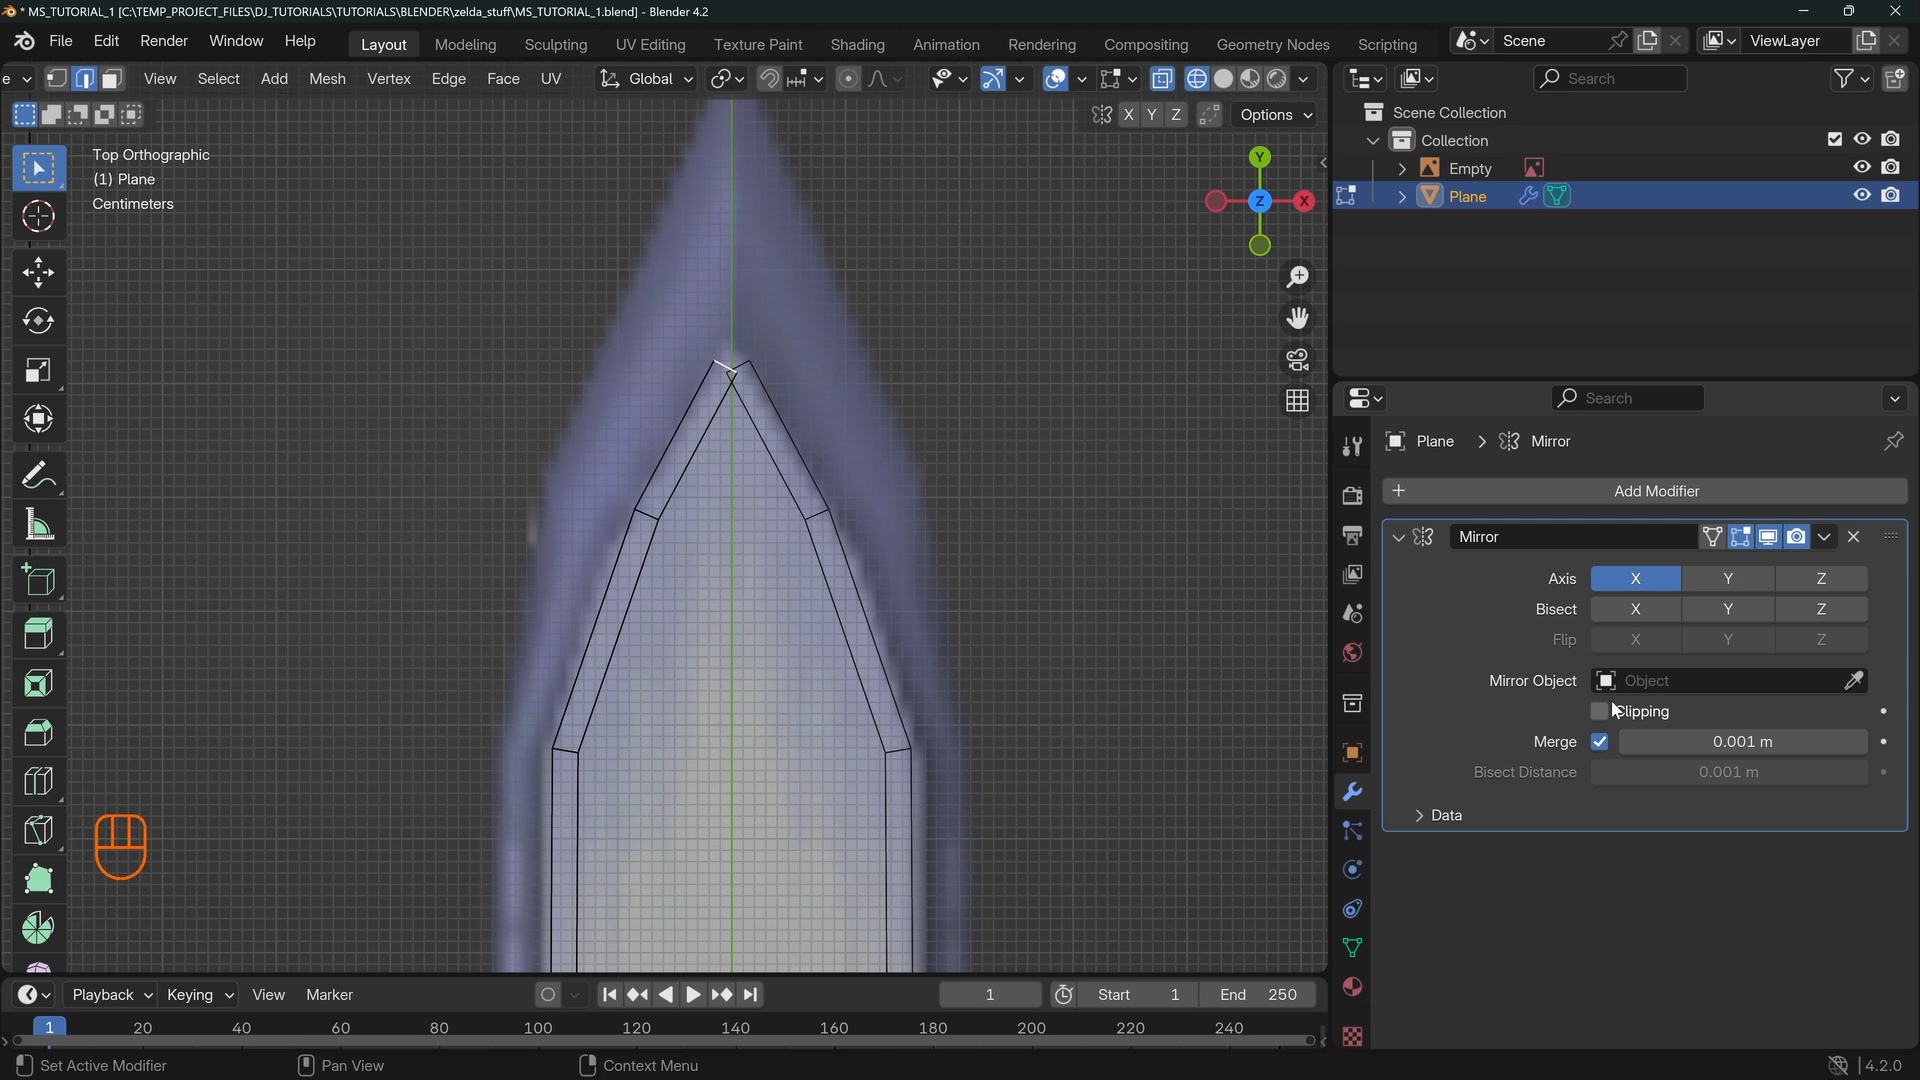 * MS_TUTORIAL_1 [C:\TEMP_PROJECT_FILES\DJ_TUTORIALS\TUTORIALS\BLENDER\zelda_stuff\MS_TUTORIAL_1.blend] - Blender 4.2
File Edit Render Window Help Layout Modeling Sculpting UV Editing Texture Paint Shading Animation Rendering Compositing Geometry Nodes Scripting Scene ViewLayer
e View Select Add Mesh Vertex Edge Face UV Global Search
X Y Z Options
Scene Collection
Collection
Empty
Plane
Top Orthographic
(1) Plane
Centimeters
Y
X
Z
Search
Plane Mirror
Add Modifier
Mirror
Axis X Y Z
Bisect X Y Z
Flip X Y Z
Mirror Object Object
Clipping
Merge 0.001 m
Bisect Distance 0.001 m
Data
Playback Keying View Marker 1 Start 1 End 250
1 20 40 60 80 100 120 140 160 180 200 220 240
Set Active Modifier Pan View Context Menu 4.2.0